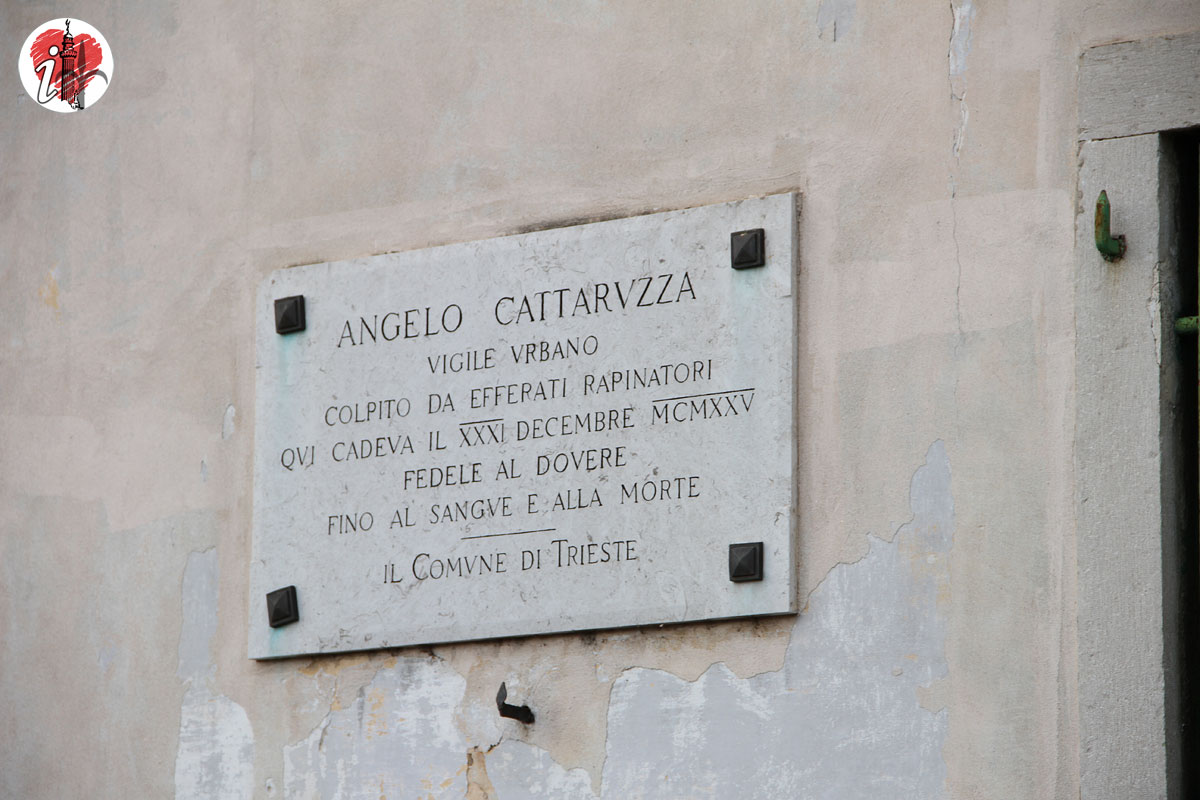 ANGELO CATTARVZZA
VIGILE VRBANO
COLPITO DA EFFERATI RAPINATORI
QVI CADEVA IL XXXI DECEMBRE MCMXXV
FEDELE AL DOVERE
FINO AL SANGVE E ALLA MORTE
IL COMVNE DI TRIESTE